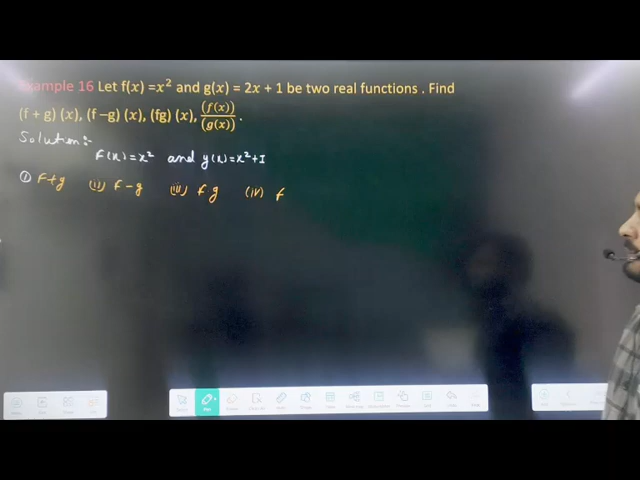 Example 16 Let f(x) =x² and g(x) = 2x + 1 be two real functions . Find
(f + g) (x), (f –g) (x), (fg) (x), (f(x))/(g(x)) .
Solution:-
F(x) = x² and y(x) = x²+1
(i) F+g (ii) F-g (iii) f g (iv) f